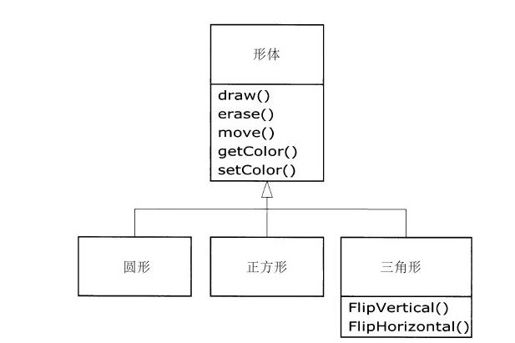 形体
draw()
erase()
move()
getColor()
setColor()
圆形
正方形
三角形
FlipVertical()
FlipHorizontal()